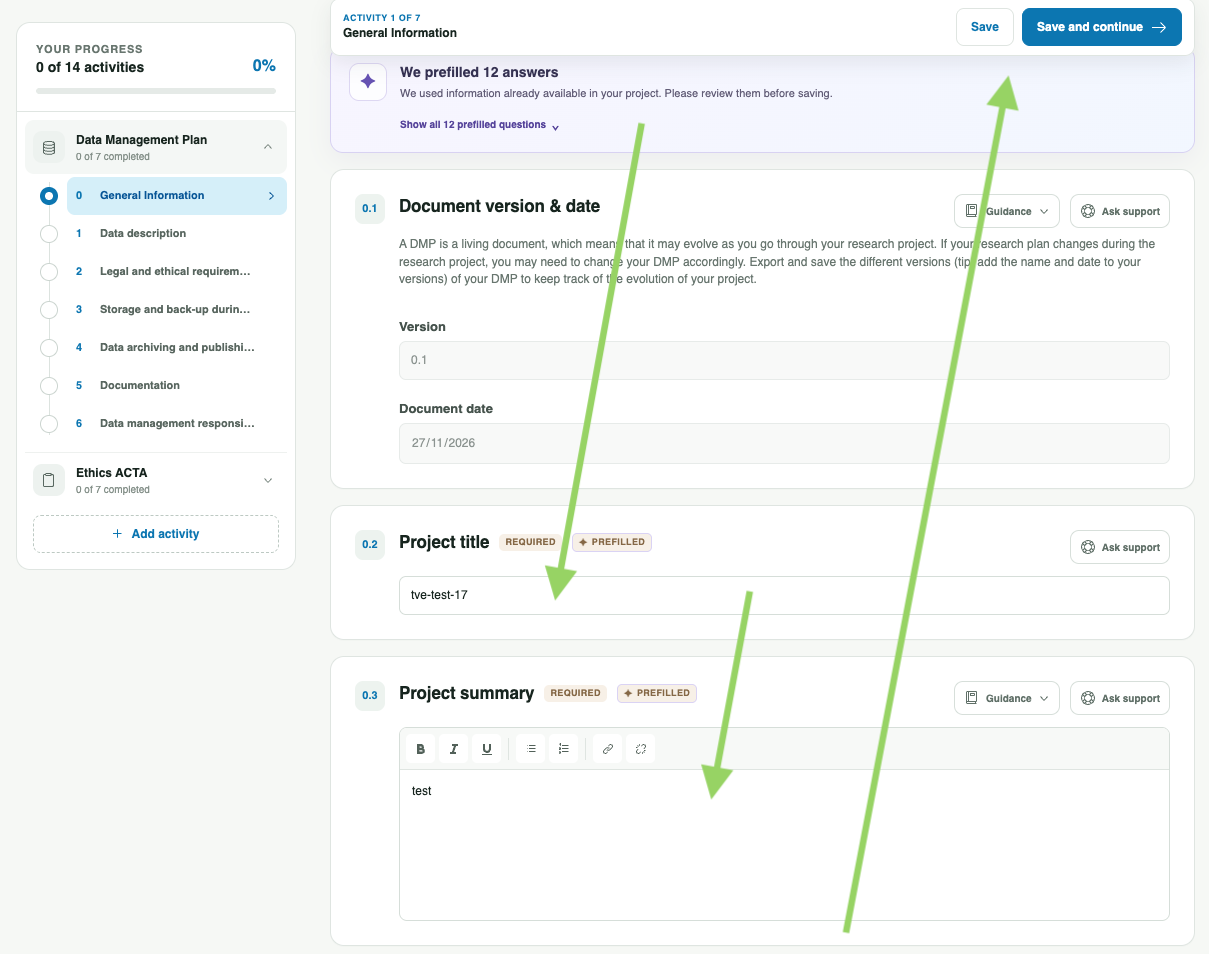 YOUR PROGRESS
0 of 14 activities
0%
Data Management Plan
0 of 7 completed
0 General Information
1 Data description
2 Legal and ethical requirem...
3 Storage and back-up durin...
4 Data archiving and publishi...
5 Documentation
6 Data management responsi...
Ethics ACTA
0 of 7 completed
+ Add activity
ACTIVITY 1 OF 7
General Information
Save
Save and continue →
We prefilled 12 answers
We used information already available in your project. Please review them before saving.
Show all 12 prefilled questions
0.1 Document version & date
Guidance
Ask support
A DMP is a living document, which means that it may evolve as you go through your research project. If your research plan changes during the
research project, you may need to change your DMP accordingly. Export and save the different versions (tip: add the name and date to your
versions) of your DMP to keep track of the evolution of your project.
Version
0.1
Document date
27/11/2026
0.2 Project title REQUIRED PREFILLED
Ask support
tve-test-17
0.3 Project summary REQUIRED PREFILLED
Guidance
Ask support
B I U
test